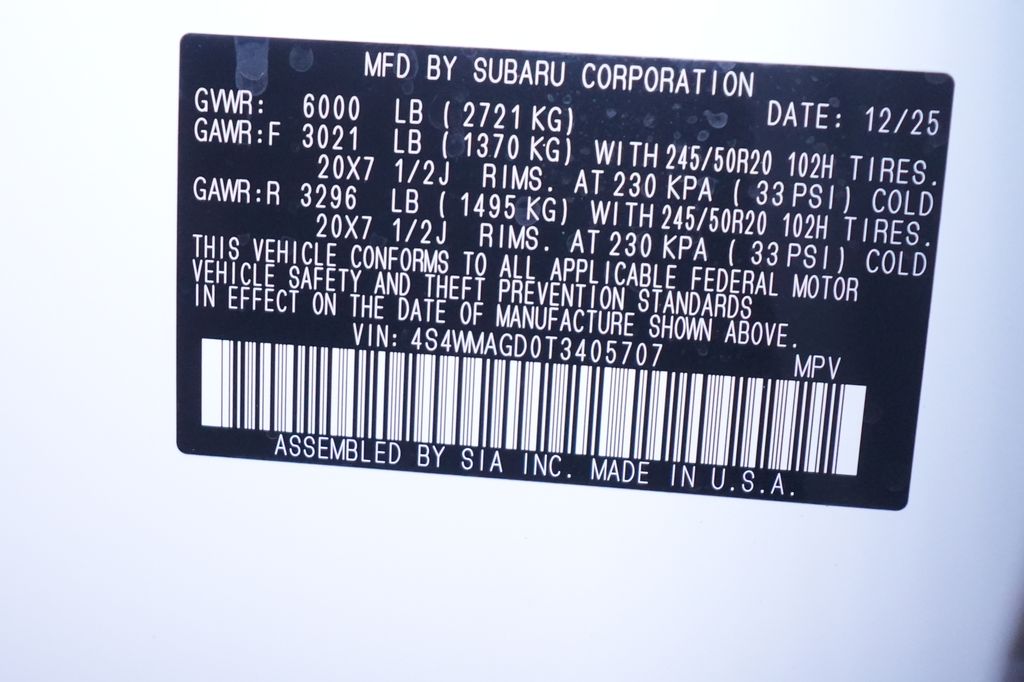 MFD BY SUBARU CORPORATION
GVWR: 6000 LB ( 2721 KG) DATE: 12/25
GAWR:F 3021 LB ( 1370 KG) WITH 245/50R20 102H TIRES.
20X7 1/2J RIMS. AT 230 KPA ( 33 PSI) COLD
GAWR:R 3296 LB ( 1495 KG) WITH 245/50R20 102H TIRES.
20X7 1/2J RIMS. AT 230 KPA ( 33 PSI) COLD
THIS VEHICLE CONFORMS TO ALL APPLICABLE FEDERAL MOTOR
VEHICLE SAFETY AND THEFT PREVENTION STANDARDS
IN EFFECT ON THE DATE OF MANUFACTURE SHOWN ABOVE.
VIN: 4S4WMAGD0T3405707 MPV
ASSEMBLED BY SIA INC. MADE IN U.S.A.